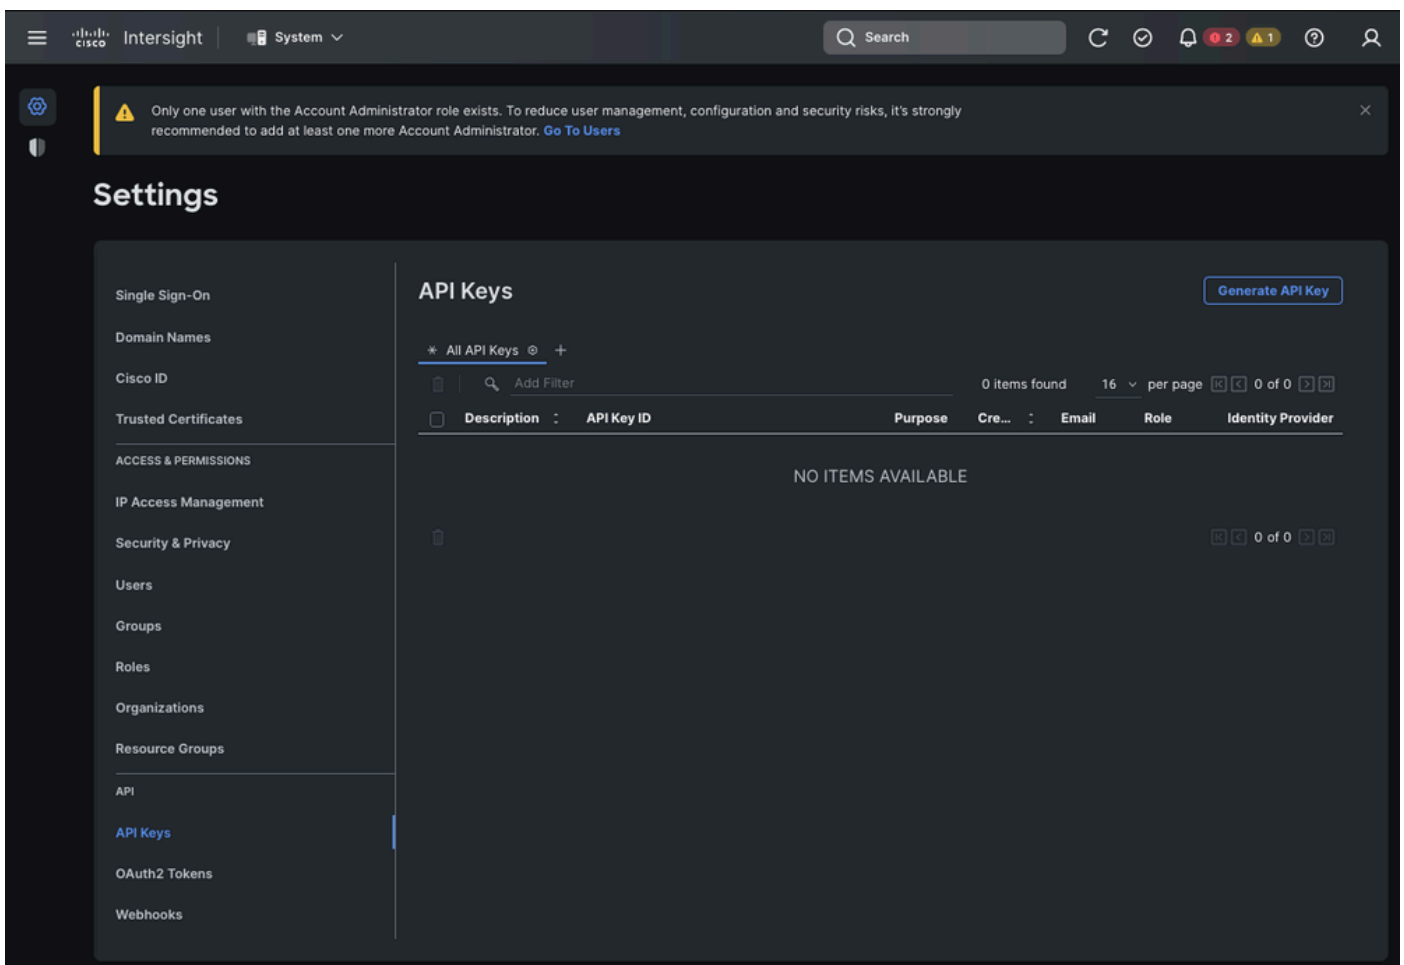 cisco Intersight System Search 2 1
Only one user with the Account Administrator role exists. To reduce user management, configuration and security risks, it's strongly
recommended to add at least one more Account Administrator. Go To Users
Settings
Single Sign-On
Domain Names
Cisco ID
Trusted Certificates
ACCESS & PERMISSIONS
IP Access Management
Security & Privacy
Users
Groups
Roles
Organizations
Resource Groups
API
API Keys
OAuth2 Tokens
Webhooks
API Keys
Generate API Key
All API Keys
Add Filter 0 items found 16 per page 0 of 0
Description API Key ID Purpose Cre... Email Role Identity Provider
NO ITEMS AVAILABLE
0 of 0